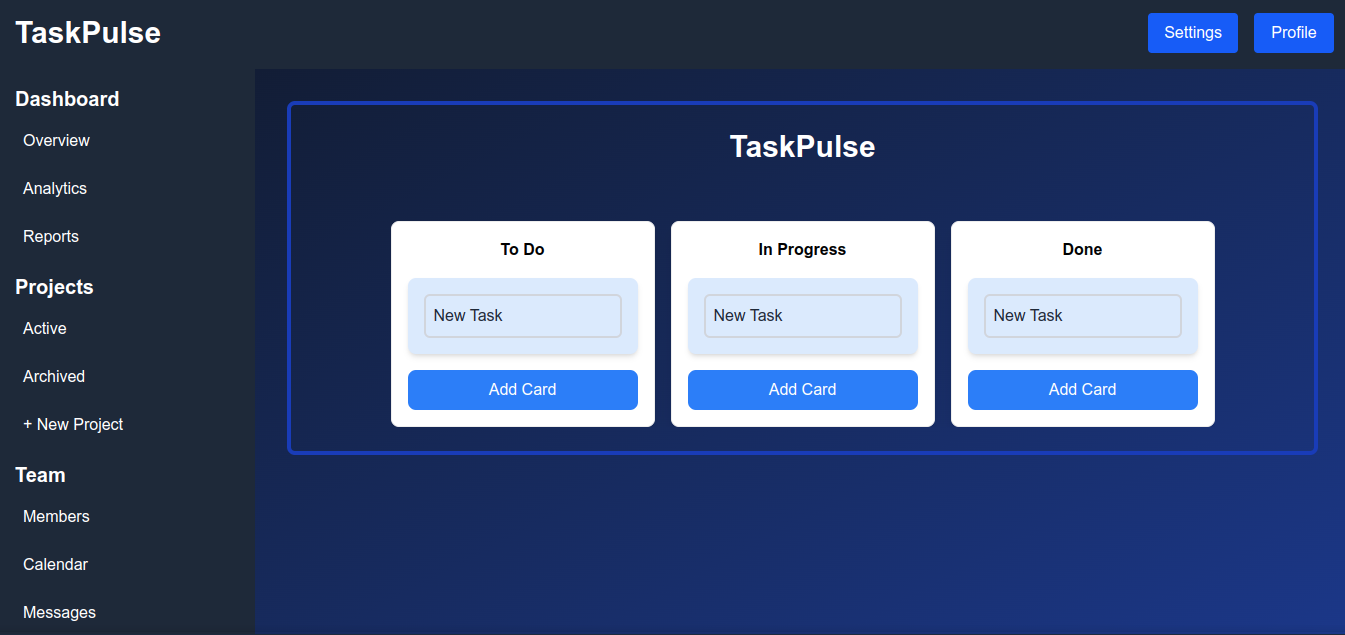 TaskPulse
Settings
Profile
Dashboard
Overview
Analytics
Reports
Projects
Active
Archived
+ New Project
Team
Members
Calendar
Messages
TaskPulse
To Do
New Task
Add Card
In Progress
New Task
Add Card
Done
New Task
Add Card